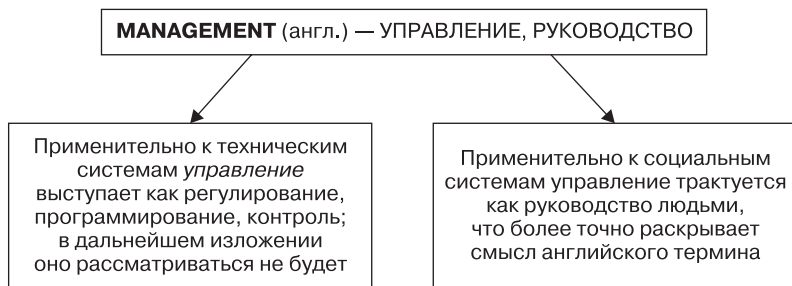 MANAGEMENT (англ.) — УПРАВЛЕНИЕ, РУКОВОДСТВО
Применительно к техническим
системам управление
выступает как регулирование,
программирование, контроль;
в дальнейшем изложении
оно рассматриваться не будет
Применительно к социальным
системам управление трактуется
как руководство людьми,
что более точно раскрывает
смысл английского термина